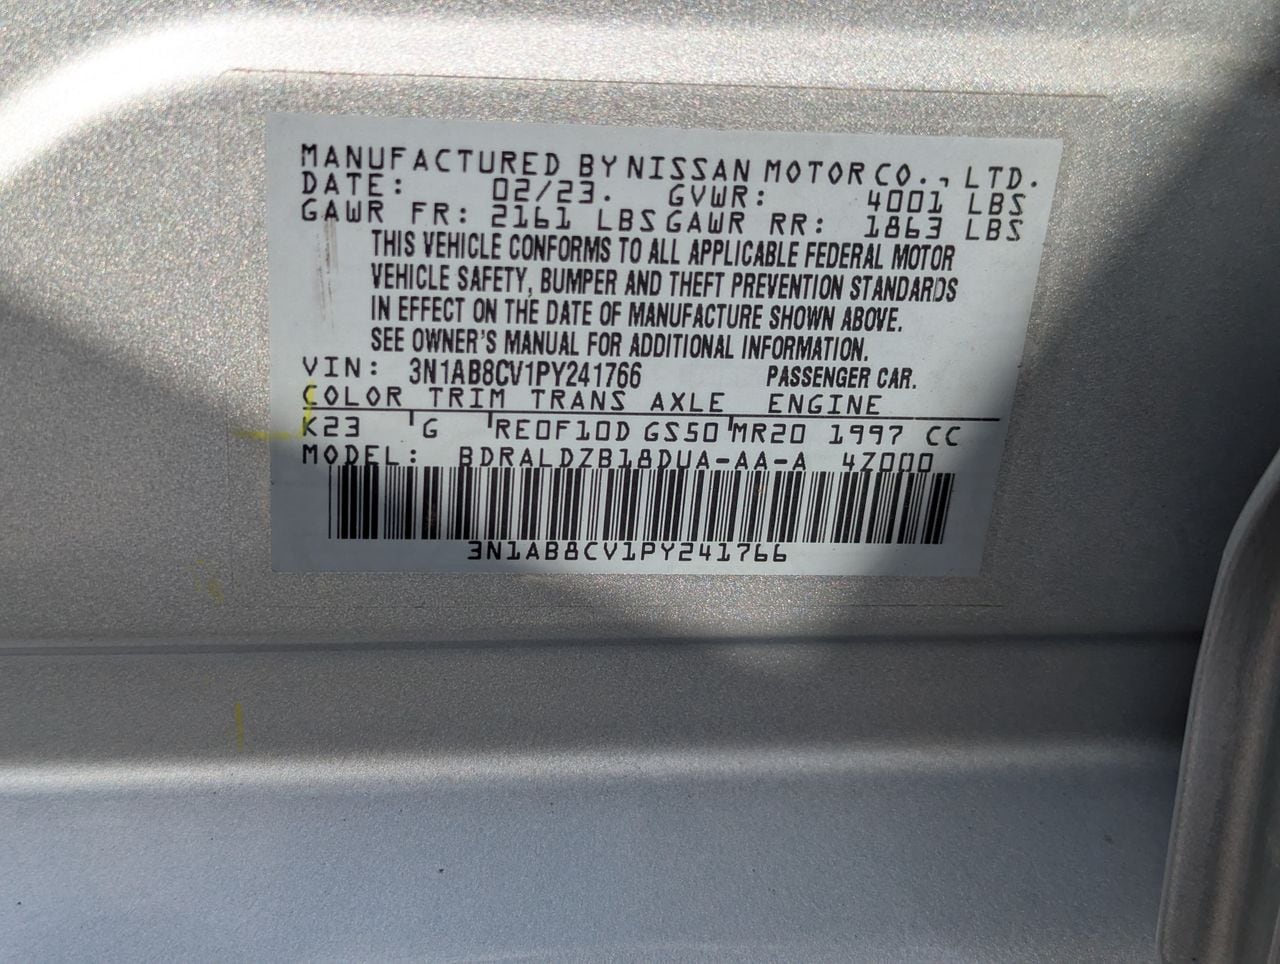 MANUFACTURED BY NISSAN MOTOR CO., LTD.
DATE: 02/23. GVWR: 4001 LBS
GAWR FR: 2161 LBS GAWR RR: 1863 LBS
THIS VEHICLE CONFORMS TO ALL APPLICABLE FEDERAL MOTOR
VEHICLE SAFETY, BUMPER AND THEFT PREVENTION STANDARDS
IN EFFECT ON THE DATE OF MANUFACTURE SHOWN ABOVE.
SEE OWNER'S MANUAL FOR ADDITIONAL INFORMATION.
VIN: 3N1AB8CV1PY241766 PASSENGER CAR.
COLOR TRIM TRANS AXLE ENGINE
K23 G RE0F10D GS50 MR20 1997 CC
MODEL: BDRALDZB18DUA-AA-A 4Z000
3N1AB8CV1PY241766